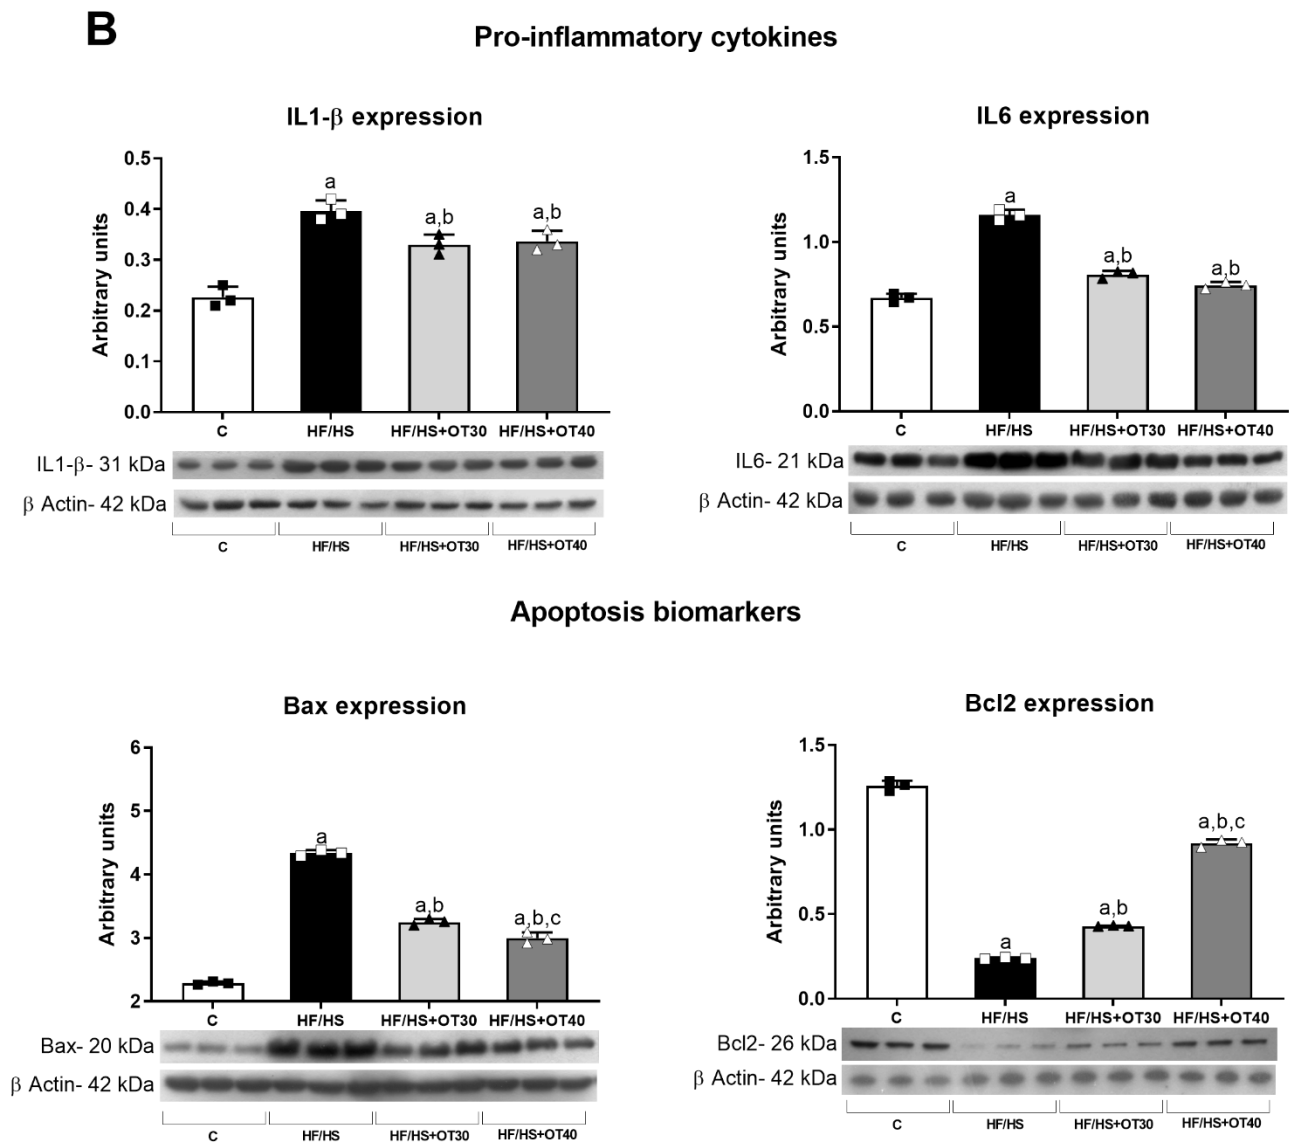 B
Pro-inflammatory cytokines
IL1-β expression
Arbitrary units
0.5
0.4
0.3
0.2
0.1
0.0
a
a,b
a,b
C HF/HS HF/HS+OT30 HF/HS+OT40
IL1-β- 31 kDa
β Actin- 42 kDa
C HF/HS HF/HS+OT30 HF/HS+OT40
IL6 expression
Arbitrary units
1.5
1.0
0.5
0.0
a
a,b
a,b
C HF/HS HF/HS+OT30 HF/HS+OT40
IL6- 21 kDa
β Actin- 42 kDa
C HF/HS HF/HS+OT30 HF/HS+OT40
Apoptosis biomarkers
Bax expression
Arbitrary units
6
5
4
3
2
a
a,b
a,b,c
C HF/HS HF/HS+OT30 HF/HS+OT40
Bax- 20 kDa
β Actin- 42 kDa
C HF/HS HF/HS+OT30 HF/HS+OT40
Bcl2 expression
Arbitrary units
1.5
1.0
0.5
0.0
a
a,b
a,b,c
C HF/HS HF/HS+OT30 HF/HS+OT40
Bcl2- 26 kDa
β Actin- 42 kDa
C HF/HS HF/HS+OT30 HF/HS+OT40